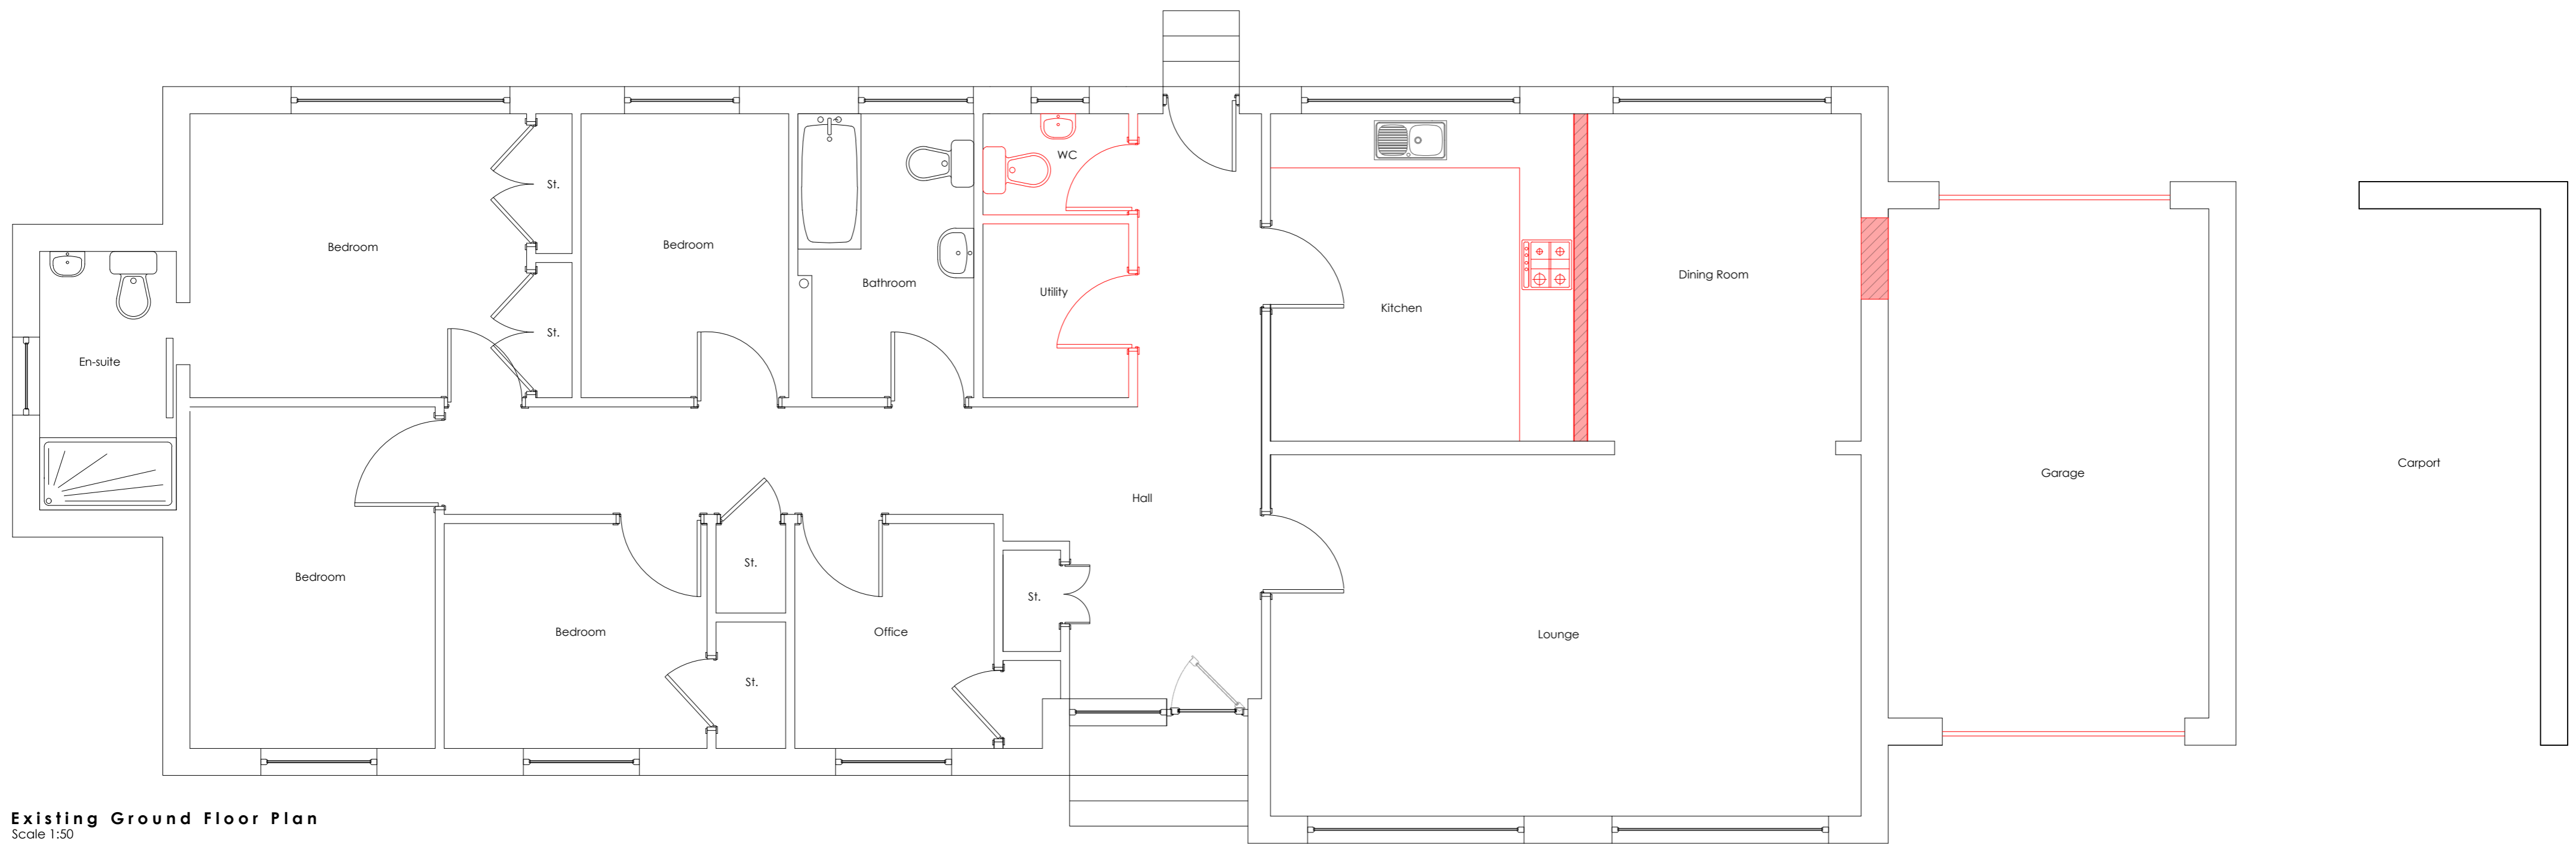 WC
St.
Bedroom
Bedroom
Dining Room
Bathroom
Utility
Kitchen
St.
En-suite
Carport
Garage
Hall
St.
Bedroom
St.
Bedroom
Office
Lounge
St.
Existing Ground Floor Plan
Scale 1:50